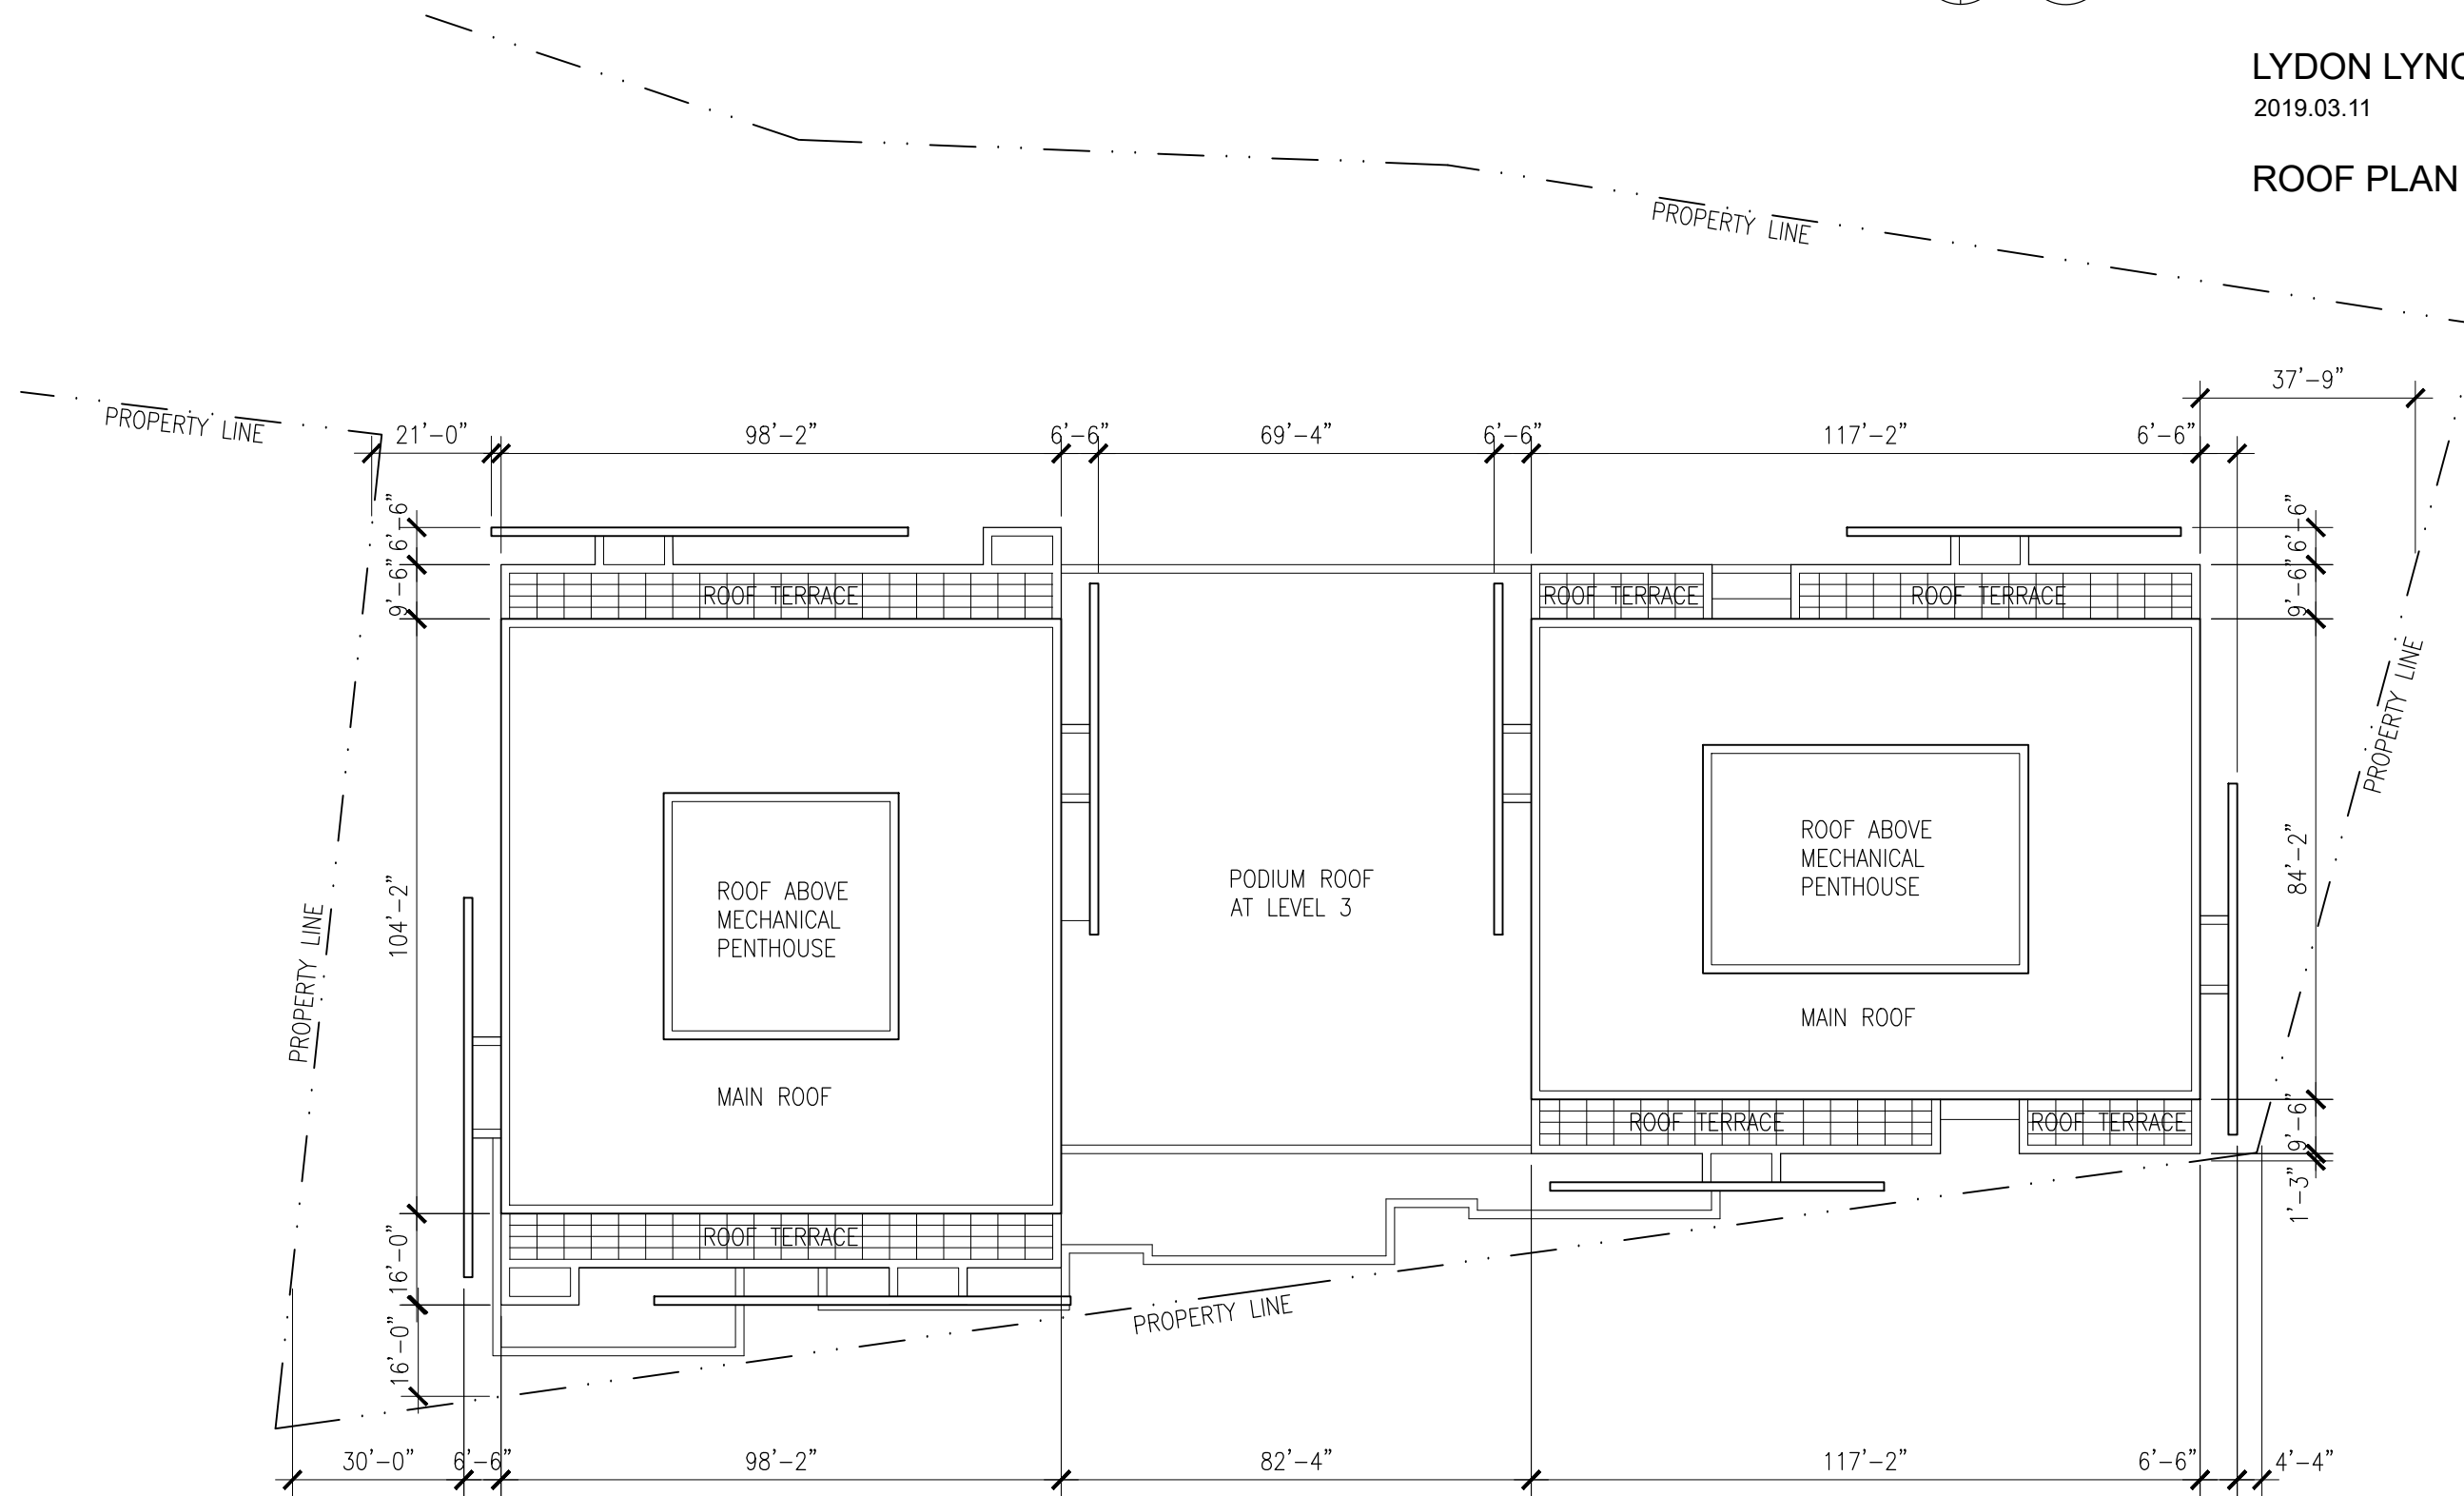 LYDON LYNC
2019.03.11
ROOF PLAN
PROPERTY LINE
PROPERTY LINE
37'-9"
21'-0"
98'-2"
6'-6"
69'-4"
6'-6"
117'-2"
6'-6"
6'-6"
9'-6"
6'-6"
9'-6"
ROOF TERRACE
ROOF TERRACE
ROOF TERRACE
PROPERTY LINE
104'-2"
84'-2"
ROOF ABOVE
MECHANICAL
PENTHOUSE
MAIN ROOF
PODIUM ROOF
AT LEVEL 3
ROOF ABOVE
MECHANICAL
PENTHOUSE
MAIN ROOF
PROPERTY LINE
ROOF TERRACE
ROOF TERRACE
9'-6"
1'-3"
ROOF TERRACE
16'-0"
16'-0"
PROPERTY LINE
30'-0"
6'-6"
98'-2"
82'-4"
117'-2"
6'-6"
4'-4"